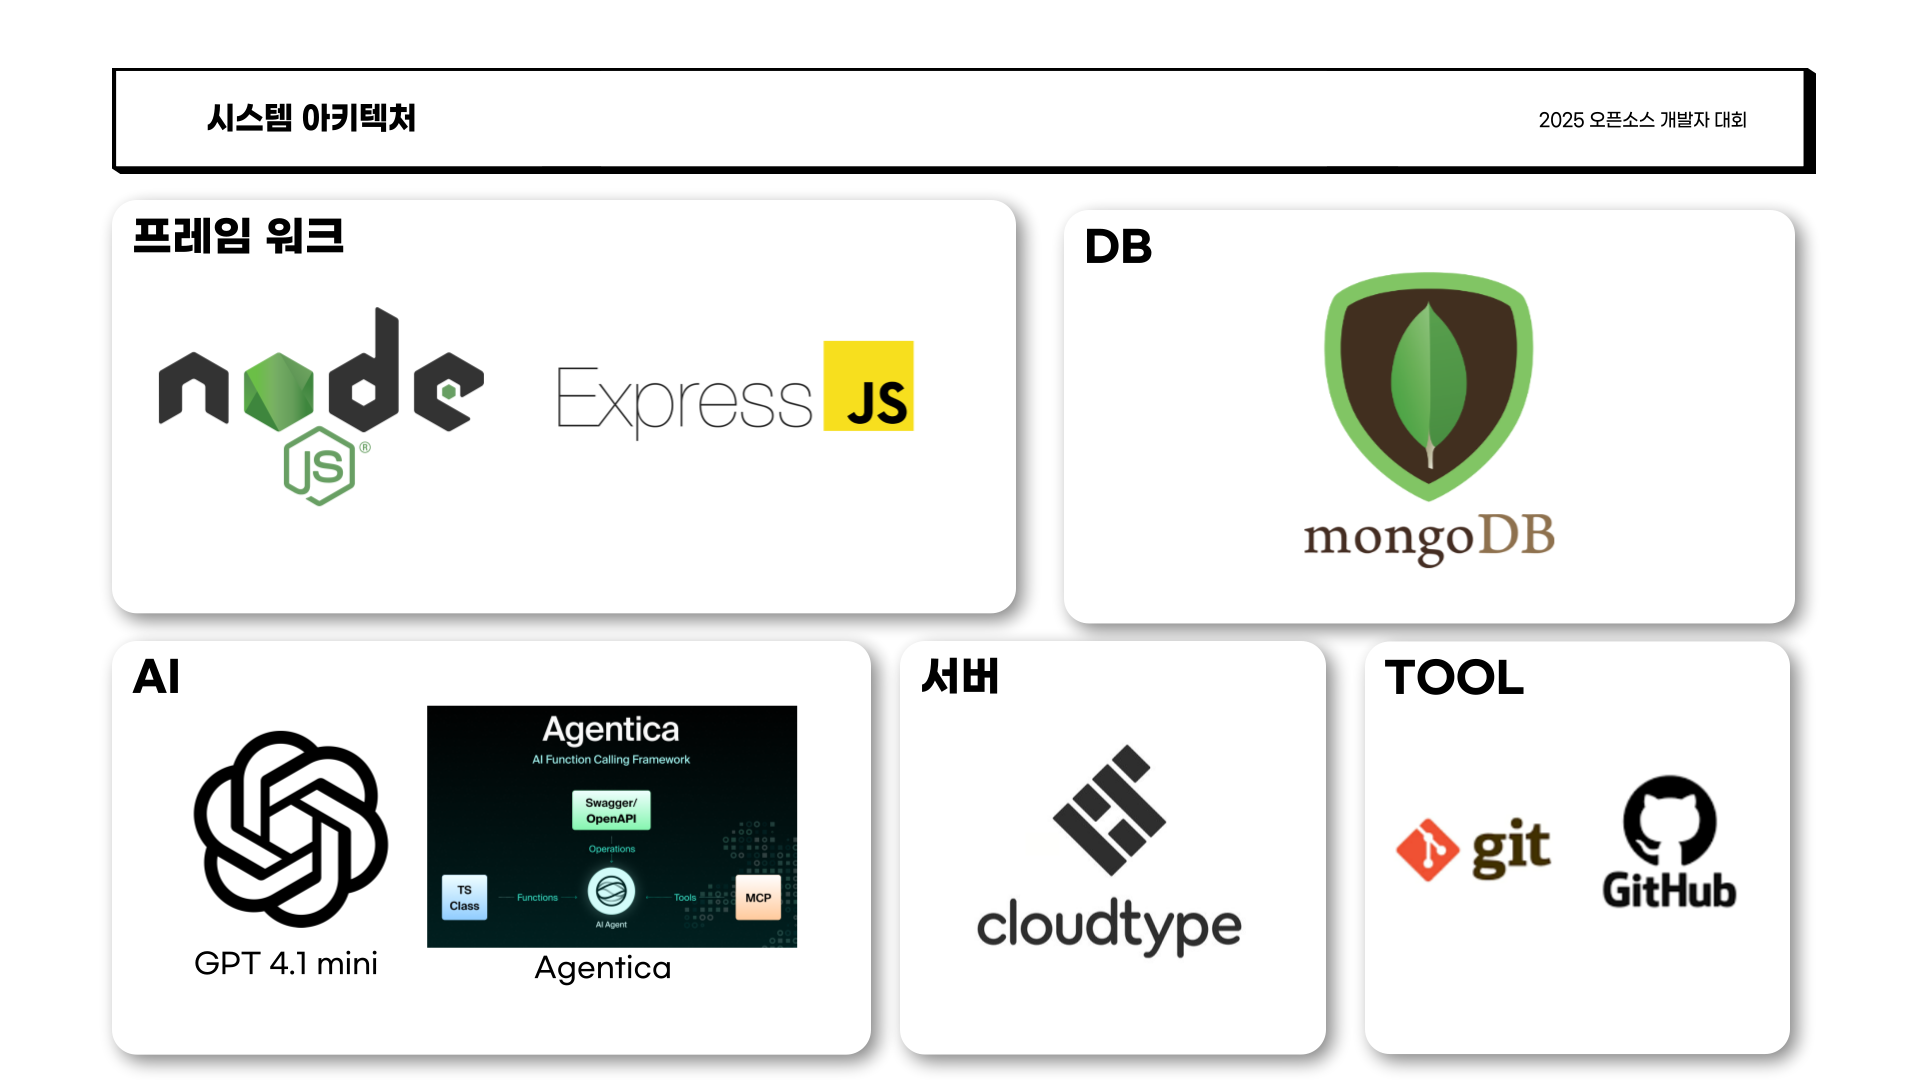 시스템 아키텍처
2025 오픈소스 개발자 대회
프레임 워크
node
JS®
Express JS
DB
mongoDB
AI
GPT 4.1 mini
Agentica
AI Function Calling Framework
Swagger/
OpenAPI
Operations
TS
Class
Functions
Tools
MCP
AI Agent
Agentica
서버
cloudtype
TOOL
git
GitHub